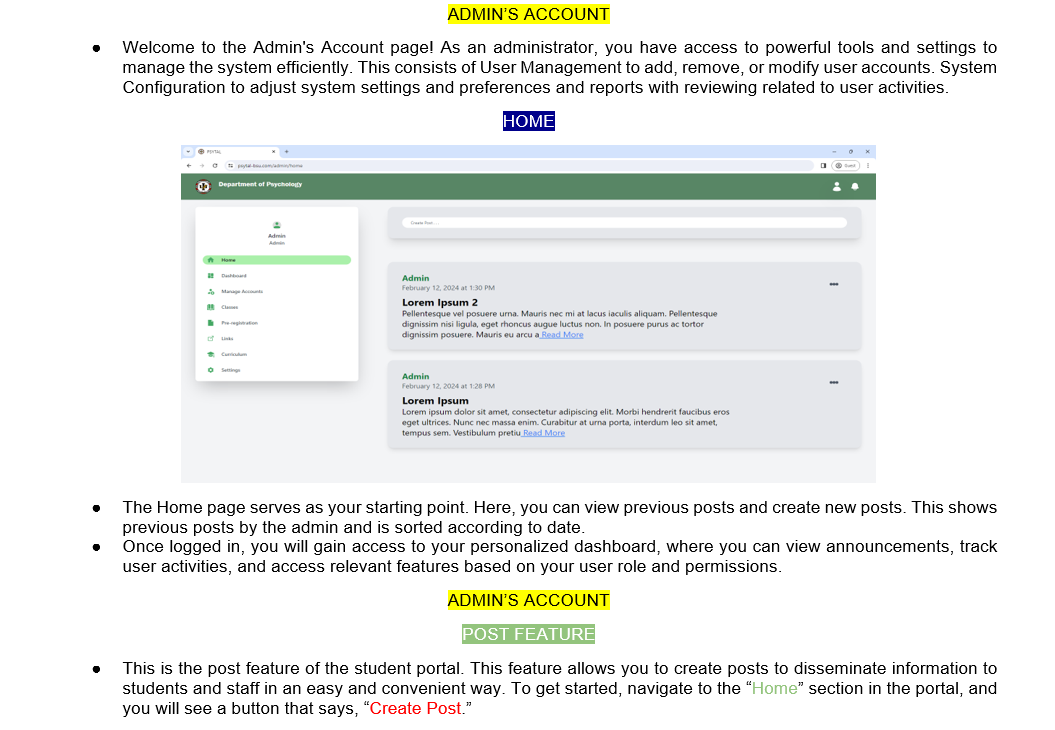 ADMIN’S ACCOUNT
● Welcome to the Admin's Account page! As an administrator, you have access to powerful tools and settings to
manage the system efficiently. This consists of User Management to add, remove, or modify user accounts. System
Configuration to adjust system settings and preferences and reports with reviewing related to user activities.
HOME
PSYTAL
psytal-bsu.com/admin/home
Guest
Department of Psychology
Admin
Admin
Home
Dashboard
Manage Accounts
Classes
Pre-registration
Links
Curriculum
Settings
Create Post . . .
Admin
February 12, 2024 at 1:30 PM
Lorem Ipsum 2
Pellentesque vel posuere urna. Mauris nec mi at lacus iaculis aliquam. Pellentesque
dignissim nisi ligula, eget rhoncus augue luctus non. In posuere purus ac tortor
dignissim posuere. Mauris eu arcu a Read More
Admin
February 12, 2024 at 1:28 PM
Lorem Ipsum
Lorem ipsum dolor sit amet, consectetur adipiscing elit. Morbi hendrerit faucibus eros
eget ultrices. Nunc nec massa enim. Curabitur at urna porta, interdum leo sit amet,
tempus sem. Vestibulum pretiu Read More
● The Home page serves as your starting point. Here, you can view previous posts and create new posts. This shows
previous posts by the admin and is sorted according to date.
● Once logged in, you will gain access to your personalized dashboard, where you can view announcements, track
user activities, and access relevant features based on your user role and permissions.
ADMIN’S ACCOUNT
POST FEATURE
● This is the post feature of the student portal. This feature allows you to create posts to disseminate information to
students and staff in an easy and convenient way. To get started, navigate to the “Home” section in the portal, and
you will see a button that says, “Create Post.”